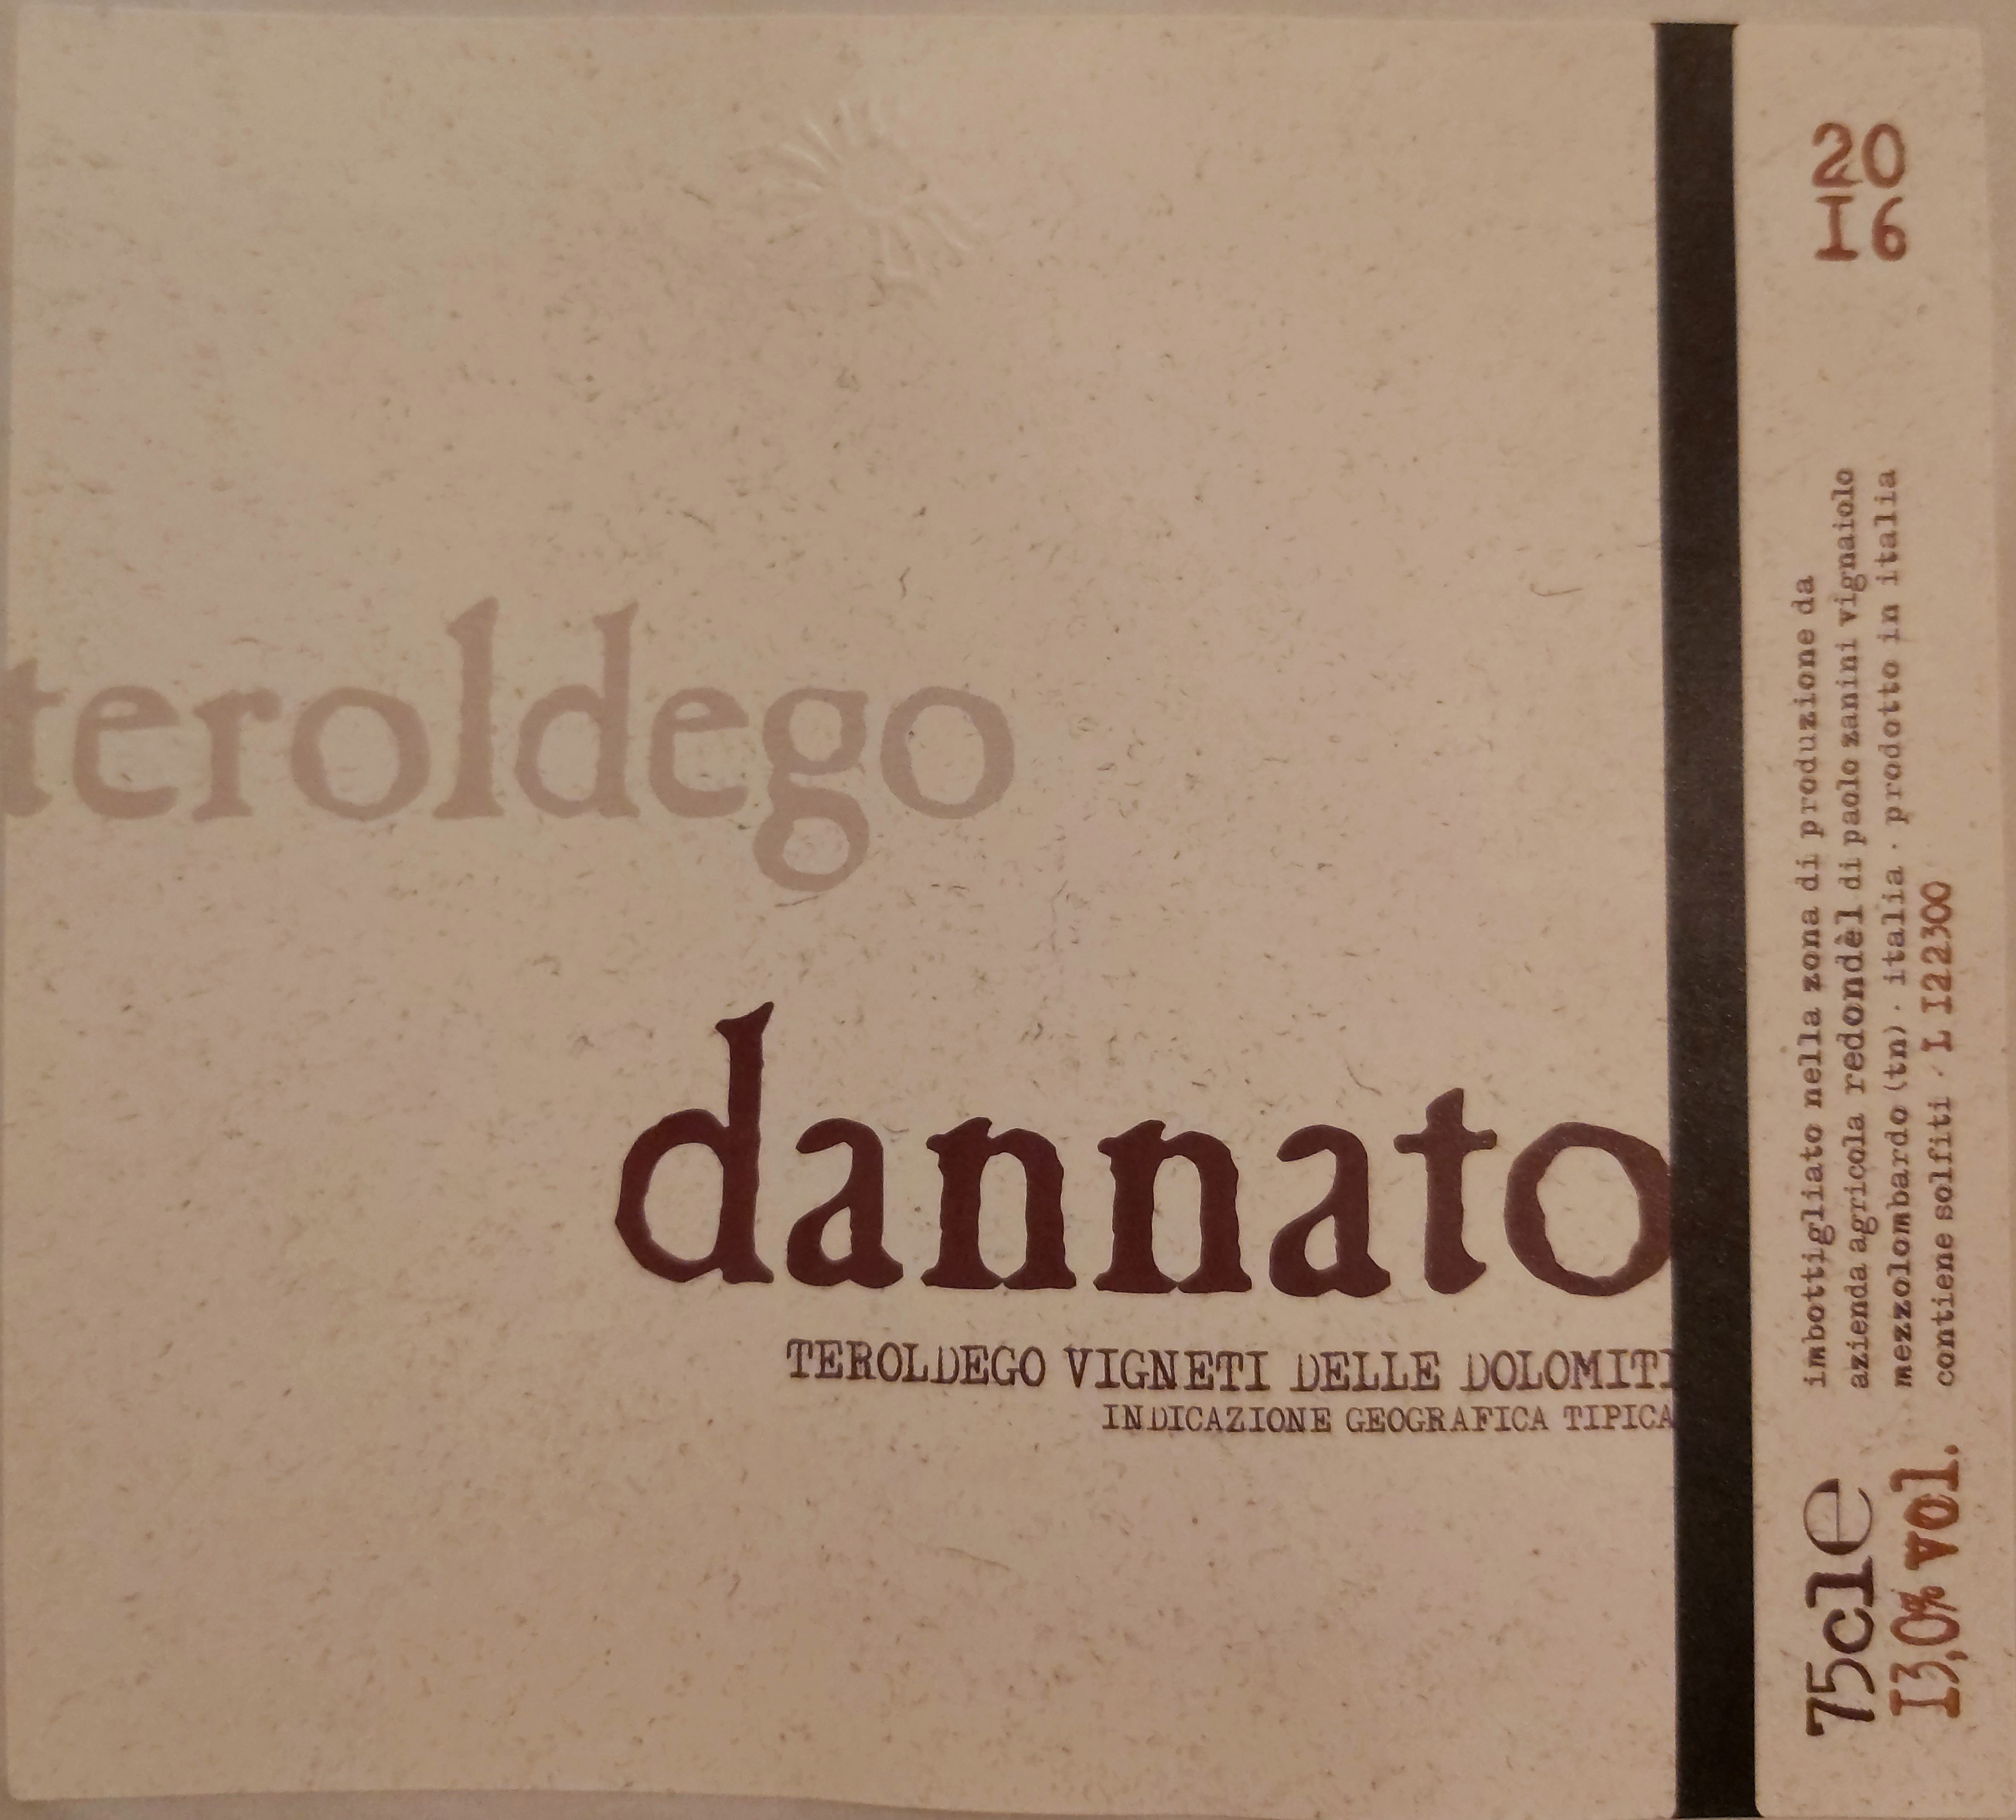 teroldego
dannato
TEROLDEGO VIGNETI DELLE DOLOMITI
INDICAZIONE GEOGRAFICA TIPICA
20
16
imbottigliato nella zona di produzione da
azienda agricola redondèl di paolo zanini vignaiolo
mezzolombardo (tn) · italia · prodotto in italia
contiene solfiti · L 122300
75cl e
13,0% vol.